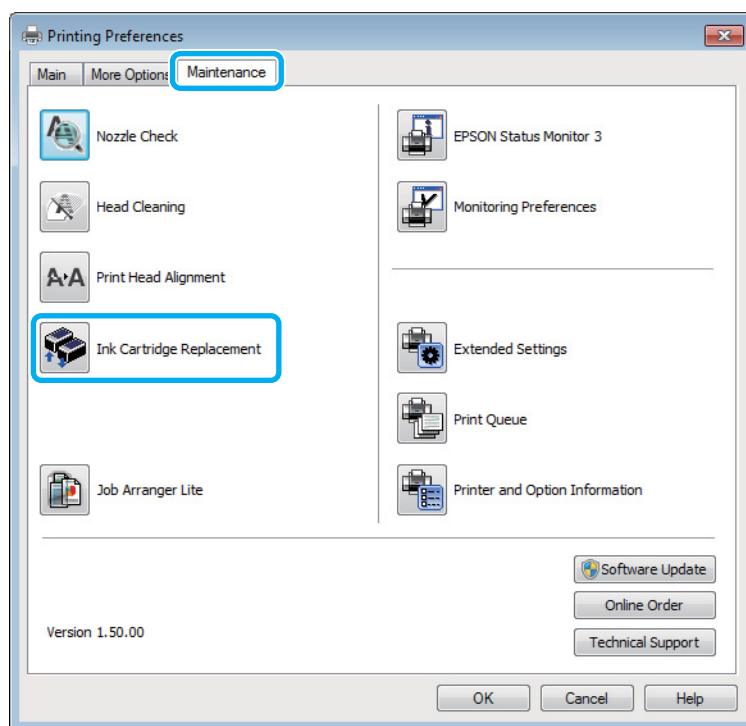 Printing Preferences
Main
More Options
Maintenance
Nozzle Check
Head Cleaning
A A Print Head Alignment
Ink Cartridge Replacement
Job Arranger Lite
EPSON Status Monitor 3
Monitoring Preferences
Extended Settings
Print Queue
Printer and Option Information
Software Update
Online Order
Version 1.50.00
Technical Support
OK
Cancel
Help